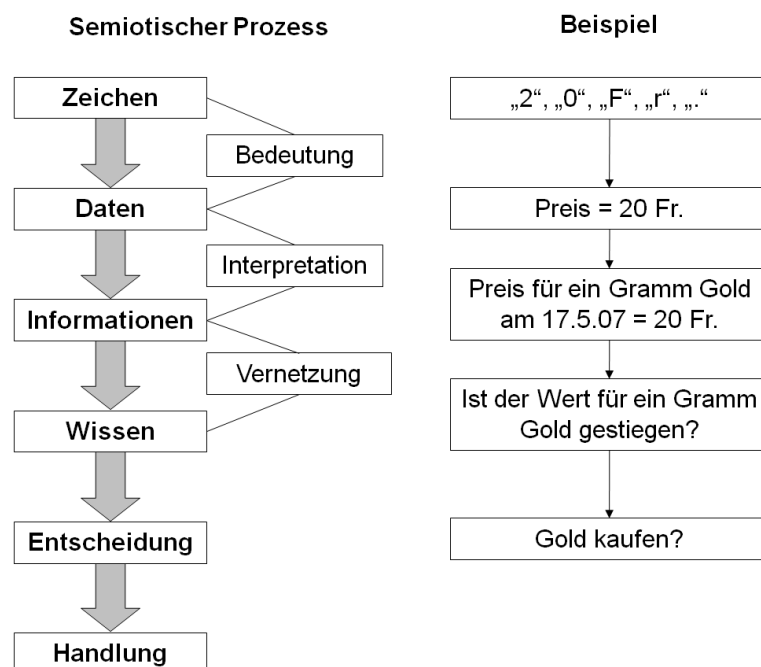 Semiotischer Prozess
Zeichen
Bedeutung
Daten
Interpretation
Informationen
Vernetzung
Wissen
Entscheidung
Handlung
Beispiel
„2“, „0“, „F“, „r“, „.“
Preis = 20 Fr.
Preis für ein Gramm Gold
am 17.5.07 = 20 Fr.
Ist der Wert für ein Gramm
Gold gestiegen?
Gold kaufen?